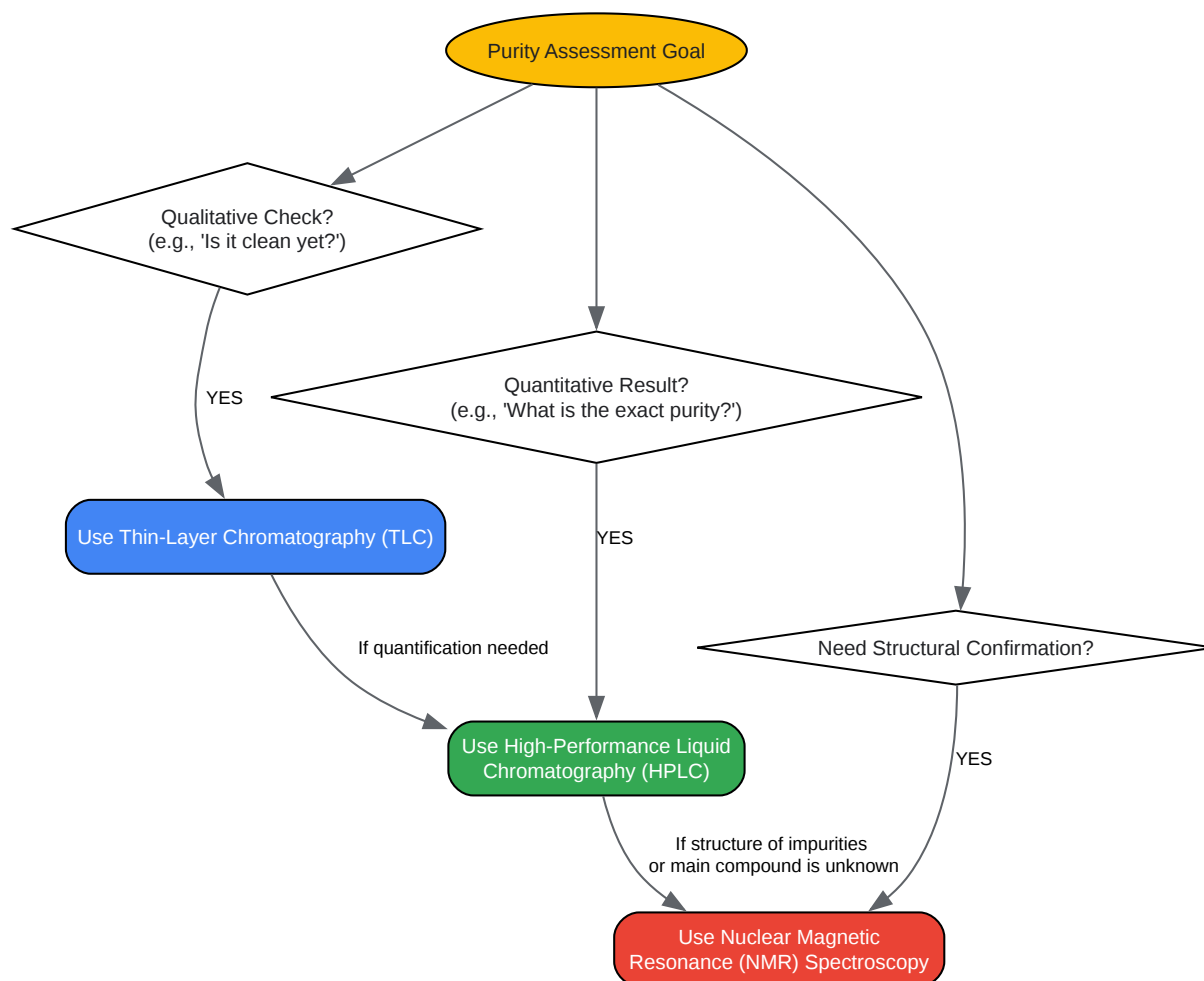 Purity Assessment Goal
Qualitative Check?
(e.g., 'Is it clean yet?')
Quantitative Result?
(e.g., 'What is the exact purity?')
YES
Use Thin-Layer Chromatography (TLC)
YES
If quantification needed
Need Structural Confirmation?
Use High-Performance Liquid
Chromatography (HPLC)
YES
If structure of impurities
or main compound is unknown
Use Nuclear Magnetic
Resonance (NMR) Spectroscopy